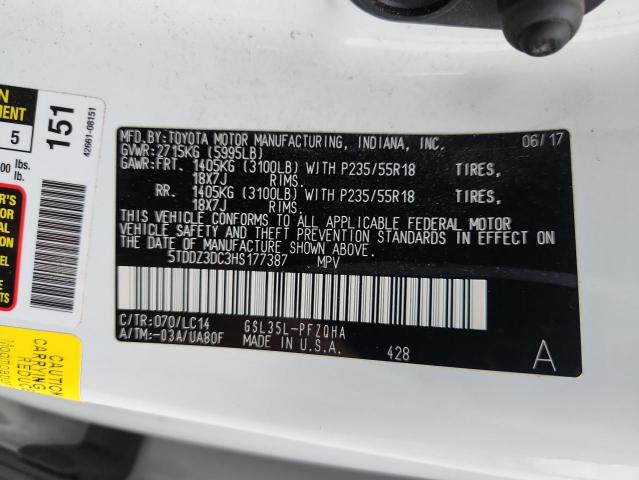 MFD.BY:TOYOTA MOTOR MANUFACTURING, INDIANA, INC. 06/17
GVWR:2715KG (5995LB)
GAWR:FRT. 1405KG (3100LB) WITH P235/55R18 TIRES,
18X7J RIMS.
RR. 1405KG (3100LB) WITH P235/55R18 TIRES,
18X7J RIMS.
THIS VEHICLE CONFORMS TO ALL APPLICABLE FEDERAL MOTOR
VEHICLE SAFETY AND THEFT PREVENTION STANDARDS IN EFFECT ON
THE DATE OF MANUFACTURE SHOWN ABOVE.
5TDDZ3DC3HS177387 MPV
C/TR:070/LC14 GSL35L-PFZQHA
A/TM:-03A/UA80F MADE IN U.S.A. 428
A
151
42661-08151
5
lbs.
CAUTION
CARRYING